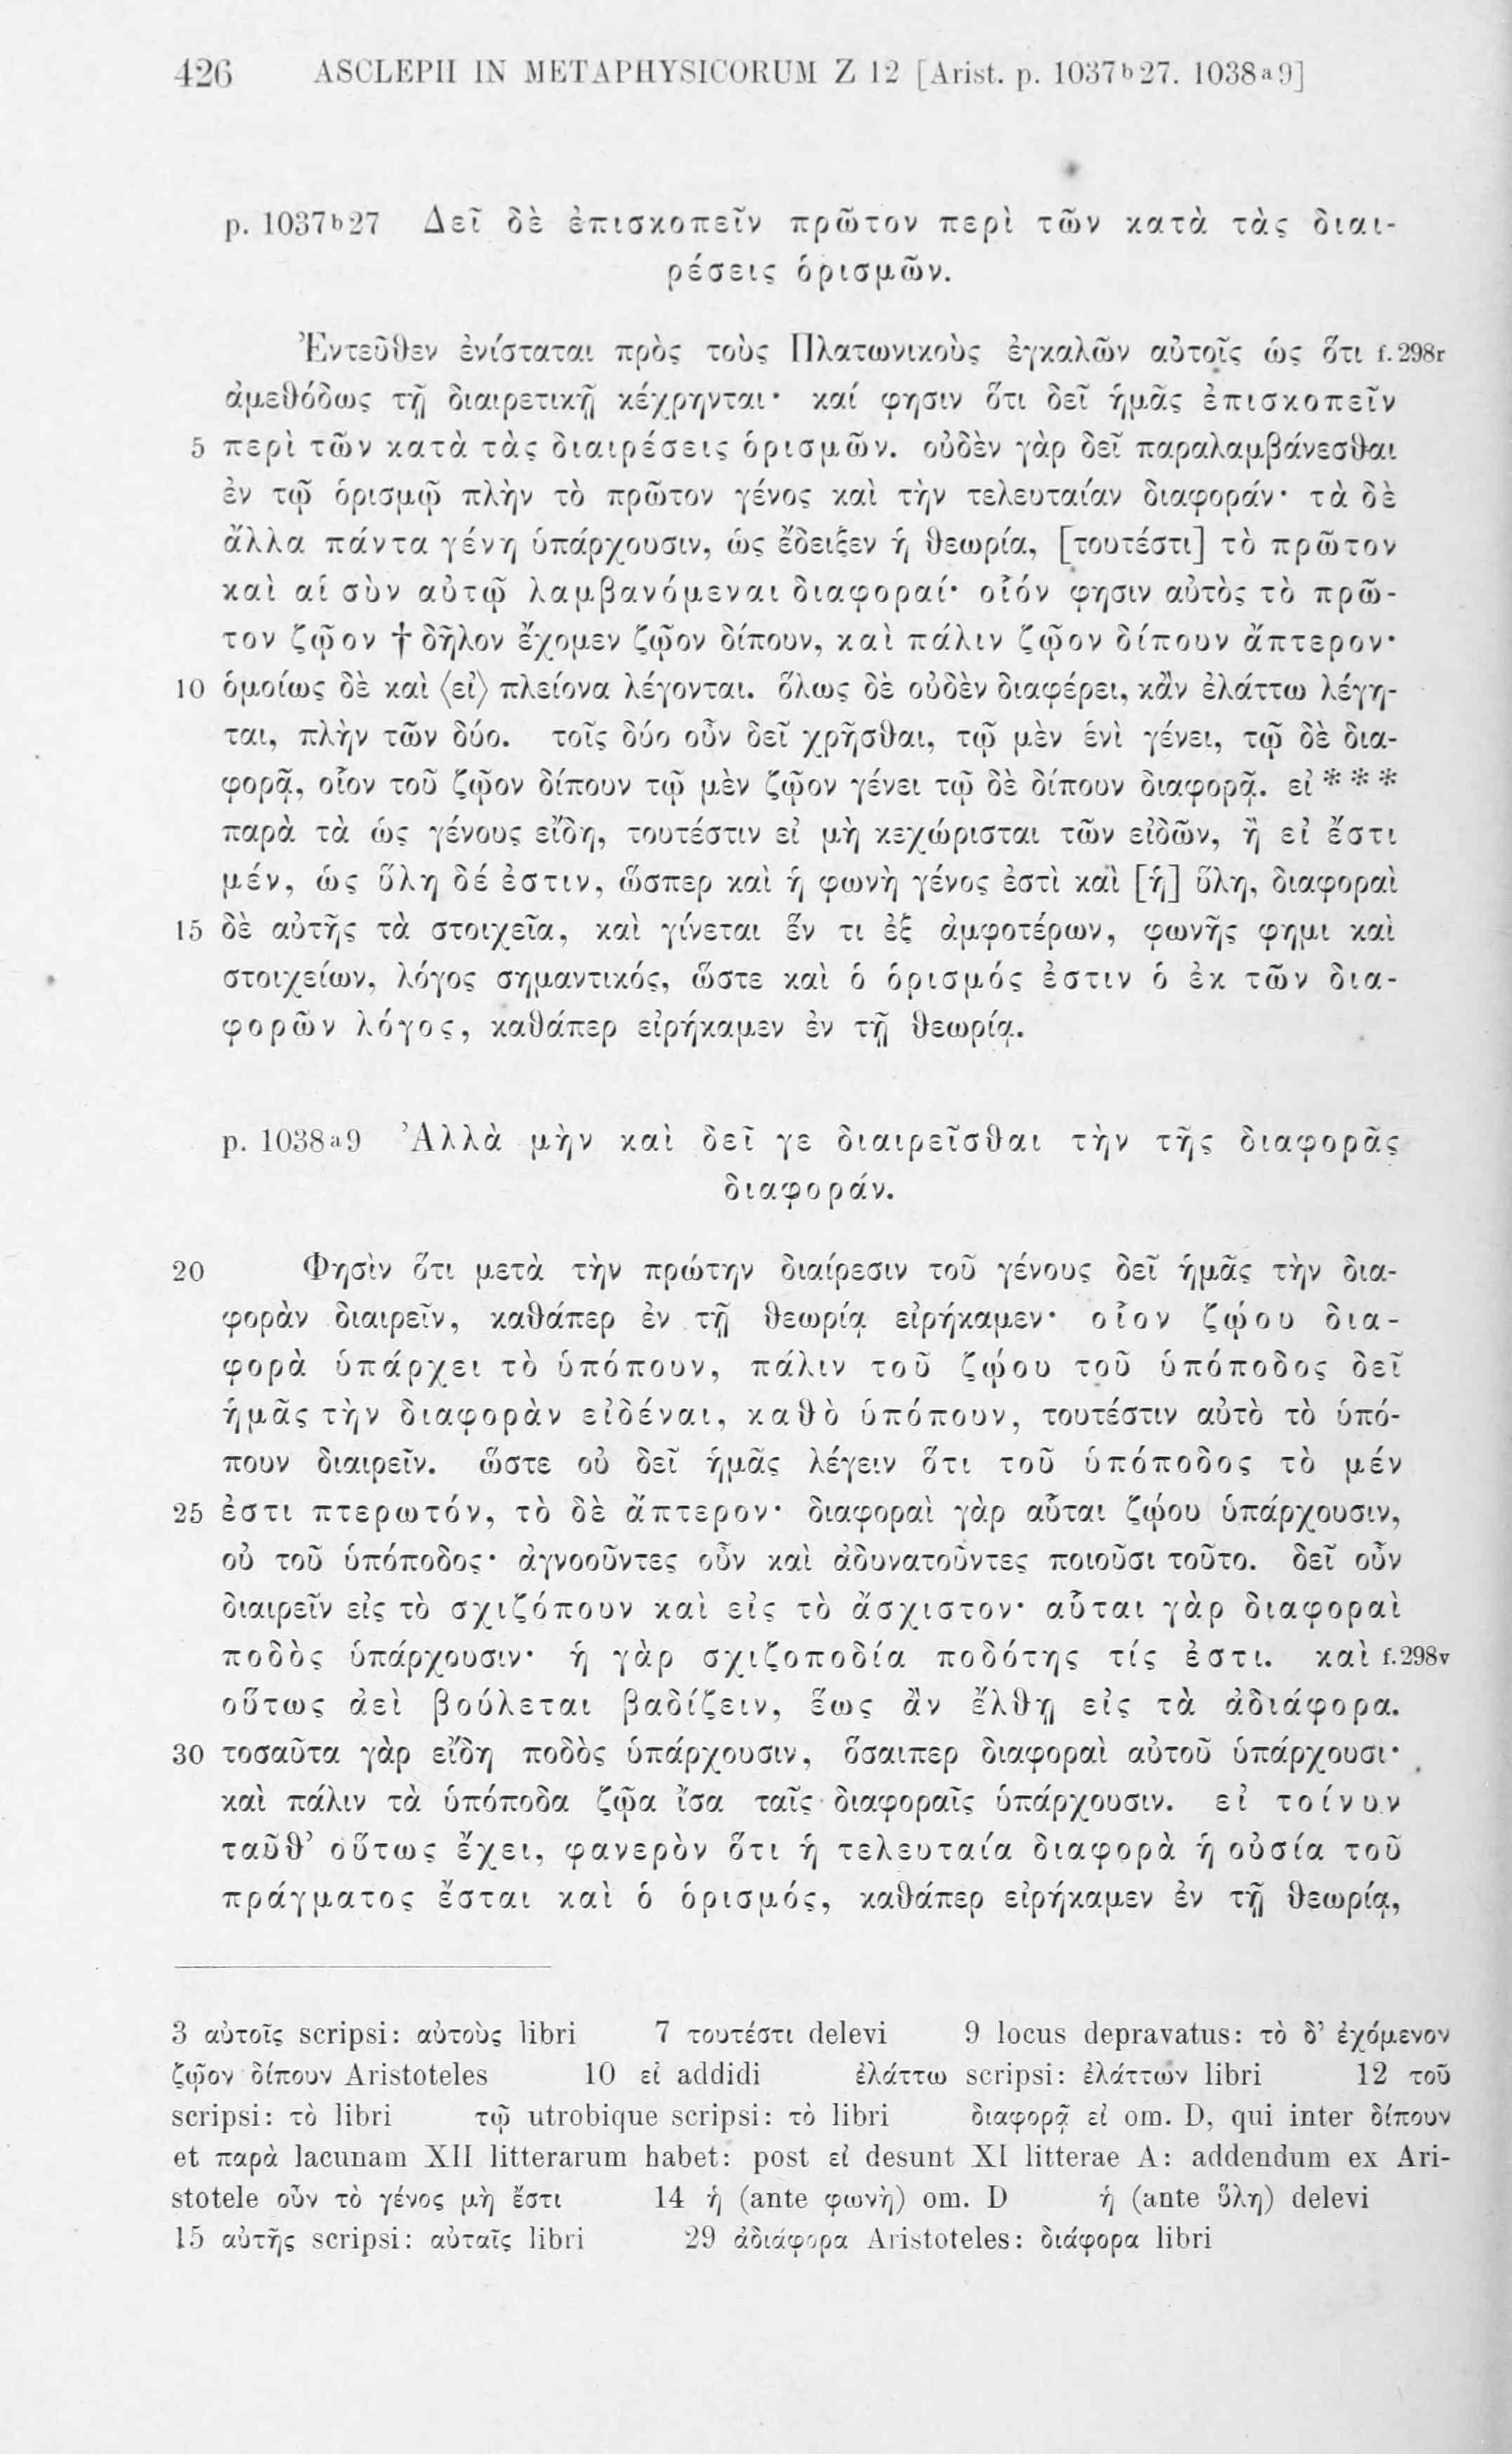 426 ASCLEPII IN METAPHYSICORUM Z 12 [Arist. p. 1037b27. 1038a9]
p. 1037b27 Δεῖ δὲ ἐπισκοπεῖν πρῶτον περὶ τῶν κατὰ τὰς διαι-
ρέσεις ὁρισμῶν.
Ἐντεῦθεν ἐνίσταται πρὸς τοὺς Πλατωνικοὺς ἐγκαλῶν αὐτοῖς ὡς ὅτι f. 298r
ἀμεθόδως τῇ διαιρετικῇ κέχρηνται· καί φησιν ὅτι δεῖ ἡμᾶς ἐπισκοπεῖν
5 περὶ τῶν κατὰ τὰς διαιρέσεις ὁρισμῶν. οὐδὲν γὰρ δεῖ παραλαμβάνεσθαι
ἐν τῷ ὁρισμῷ πλὴν τὸ πρῶτον γένος καὶ τὴν τελευταίαν διαφοράν· τὰ δὲ
ἄλλα πάντα γένη ὑπάρχουσιν, ὡς ἔδειξεν ἡ θεωρία, [τουτέστι] τὸ πρῶτον
καὶ αἱ σὺν αὐτῷ λαμβανόμεναι διαφοραί· οἷόν φησιν αὐτὸς τὸ πρῶ-
τον ζῷον † δῆλον ἔχομεν ζῷον δίπουν, καὶ πάλιν ζῷον δίπουν ἄπτερον·
10 ὁμοίως δὲ καὶ ⟨εἰ⟩ πλείονα λέγονται. ὅλως δὲ οὐδὲν διαφέρει, κἂν ἐλάττω λέγη-
ται, πλὴν τῶν δύο. τοῖς δύο οὖν δεῖ χρῆσθαι, τῷ μὲν ἑνὶ γένει, τῷ δὲ δια-
φορᾷ, οἷον τοῦ ζῷον δίπουν τῷ μὲν ζῷον γένει τῷ δὲ δίπουν διαφορᾷ. εἰ * * *
παρὰ τὰ ὡς γένους εἴδη, τουτέστιν εἰ μὴ κεχώρισται τῶν εἰδῶν, ἢ εἰ ἔστι
μέν, ὡς ὕλη δέ ἐστιν, ὥσπερ καὶ ἡ φωνὴ γένος ἐστὶ καὶ [ἡ] ὕλη, διαφοραὶ
15 δὲ αὐτῆς τὰ στοιχεῖα, καὶ γίνεται ἕν τι ἐξ ἀμφοτέρων, φωνῆς φημι καὶ
στοιχείων, λόγος σημαντικός, ὥστε καὶ ὁ ὁρισμός ἐστιν ὁ ἐκ τῶν δια-
φορῶν λόγος, καθάπερ εἰρήκαμεν ἐν τῇ θεωρίᾳ.
p. 1038a9 Ἀλλὰ μὴν καὶ δεῖ γε διαιρεῖσθαι τὴν τῆς διαφορᾶς
διαφοράν.
20 Φησὶν ὅτι μετὰ τὴν πρώτην διαίρεσιν τοῦ γένους δεῖ ἡμᾶς τὴν δια-
φορὰν διαιρεῖν, καθάπερ ἐν τῇ θεωρίᾳ εἰρήκαμεν· οἷον ζῴου δια-
φορὰ ὑπάρχει τὸ ὑπόπουν, πάλιν τοῦ ζῴου τοῦ ὑπόποδος δεῖ
ἡμᾶς τὴν διαφορὰν εἰδέναι, καθὸ ὑπόπουν, τουτέστιν αὐτὸ τὸ ὑπό-
πουν διαιρεῖν. ὥστε οὐ δεῖ ἡμᾶς λέγειν ὅτι τοῦ ὑπόποδος τὸ μέν
25 ἐστι πτερωτόν, τὸ δὲ ἄπτερον· διαφοραὶ γὰρ αὗται ζῴου ὑπάρχουσιν,
οὐ τοῦ ὑπόποδος· ἀγνοοῦντες οὖν καὶ ἀδυνατοῦντες ποιοῦσι τοῦτο. δεῖ οὖν
διαιρεῖν εἰς τὸ σχιζόπουν καὶ εἰς τὸ ἄσχιστον· αὗται γὰρ διαφοραὶ
ποδὸς ὑπάρχουσιν· ἡ γὰρ σχιζοποδία ποδότης τίς ἐστι. καὶ f. 298v
οὕτως ἀεὶ βούλεται βαδίζειν, ἕως ἂν ἔλθῃ εἰς τὰ ἀδιάφορα.
30 τοσαῦτα γὰρ εἴδη ποδὸς ὑπάρχουσιν, ὅσαιπερ διαφοραὶ αὐτοῦ ὑπάρχουσι·
καὶ πάλιν τὰ ὑπόποδα ζῷα ἴσα ταῖς διαφοραῖς ὑπάρχουσιν. εἰ τοίνυν
ταῦθ’ οὕτως ἔχει, φανερὸν ὅτι ἡ τελευταία διαφορὰ ἡ οὐσία τοῦ
πράγματος ἔσται καὶ ὁ ὁρισμός, καθάπερ εἰρήκαμεν ἐν τῇ θεωρίᾳ,
3 αὐτοῖς scripsi: αὐτοὺς libri 7 τουτέστι delevi 9 locus depravatus: τὸ δ’ ἐχόμενον
ζῷον δίπουν Aristoteles 10 εἰ addidi ἐλάττω scripsi: ἐλάττων libri 12 τοῦ
scripsi: τὸ libri τῷ utrobique scripsi: τὸ libri διαφορᾷ εἰ om. D, qui inter δίπουν
et παρὰ lacunam XII litterarum habet: post εἰ desunt XI litterae A: addendum ex Ari-
stotele οὖν τὸ γένος μὴ ἔστι 14 ἡ (ante φωνὴ) om. D ἡ (ante ὕλη) delevi
15 αὐτῆς scripsi: αὐταῖς libri 29 ἀδιάφορα Aristoteles: διάφορα libri